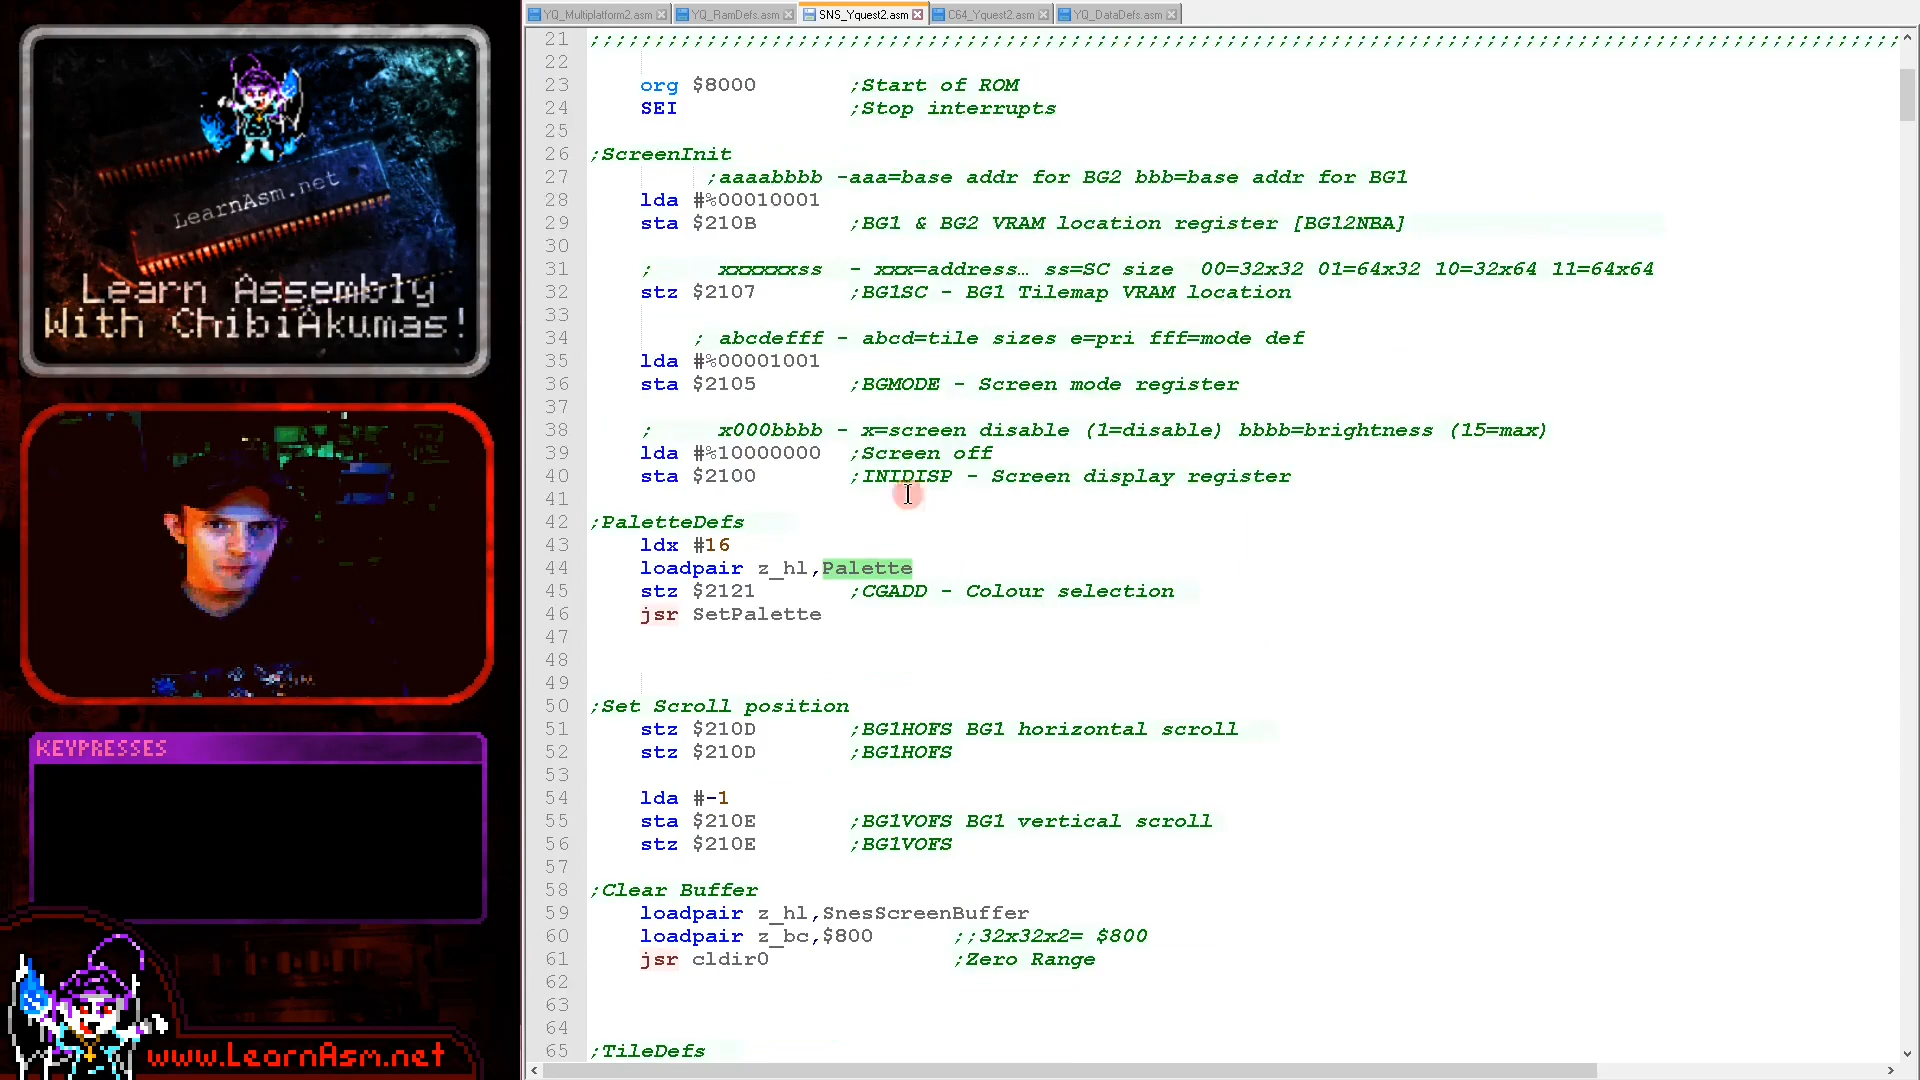 YQ_Multiplatform2.asm YQ_RamDefs.asm SNS_Yquest2.asm C64_Yquest2.asm YQ_DataDefs.asm
21 ;;;;;;;;;;;;;;;;;;;;;;;;;;;;;;;;;;;;;;;;;;;;;;;;;;;;;;;;;;;;;;;;;;;;;;;;;;;;;;;;;;;;;;;;;;;;;;;;;;;;
22
23 org $8000 ;Start of ROM
24 SEI ;Stop interrupts
25
26 ;ScreenInit
27 ;aaaabbbb -aaa=base addr for BG2 bbb=base addr for BG1
28 lda #%00010001
29 sta $210B ;BG1 & BG2 VRAM location register [BG12NBA]
30
31 ; xxxxxxss - xxx=address… ss=SC size 00=32x32 01=64x32 10=32x64 11=64x64
32 stz $2107 ;BG1SC - BG1 Tilemap VRAM location
33
34 ; abcdefff - abcd=tile sizes e=pri fff=mode def
35 lda #%00001001
36 sta $2105 ;BGMODE - Screen mode register
37
38 ; x000bbbb - x=screen disable (1=disable) bbbb=brightness (15=max)
39 lda #%10000000 ;Screen off
40 sta $2100 ;INIDISP - Screen display register
41
42 ;PaletteDefs
43 ldx #16
44 loadpair z_hl,Palette
45 stz $2121 ;CGADD - Colour selection
46 jsr SetPalette
47
48
49
50 ;Set Scroll position
51 stz $210D ;BG1HOFS BG1 horizontal scroll
52 stz $210D ;BG1HOFS
53
54 lda #-1
55 sta $210E ;BG1VOFS BG1 vertical scroll
56 stz $210E ;BG1VOFS
57
58 ;Clear Buffer
59 loadpair z_hl,SnesScreenBuffer
60 loadpair z_bc,$800 ;;32x32x2= $800
61 jsr cldir0 ;Zero Range
62
63
64
65 ;TileDefs
LearnAsm.net
Learn Assembly
With ChibiAkumas!
KEYPRESSES
www.LearnAsm.net